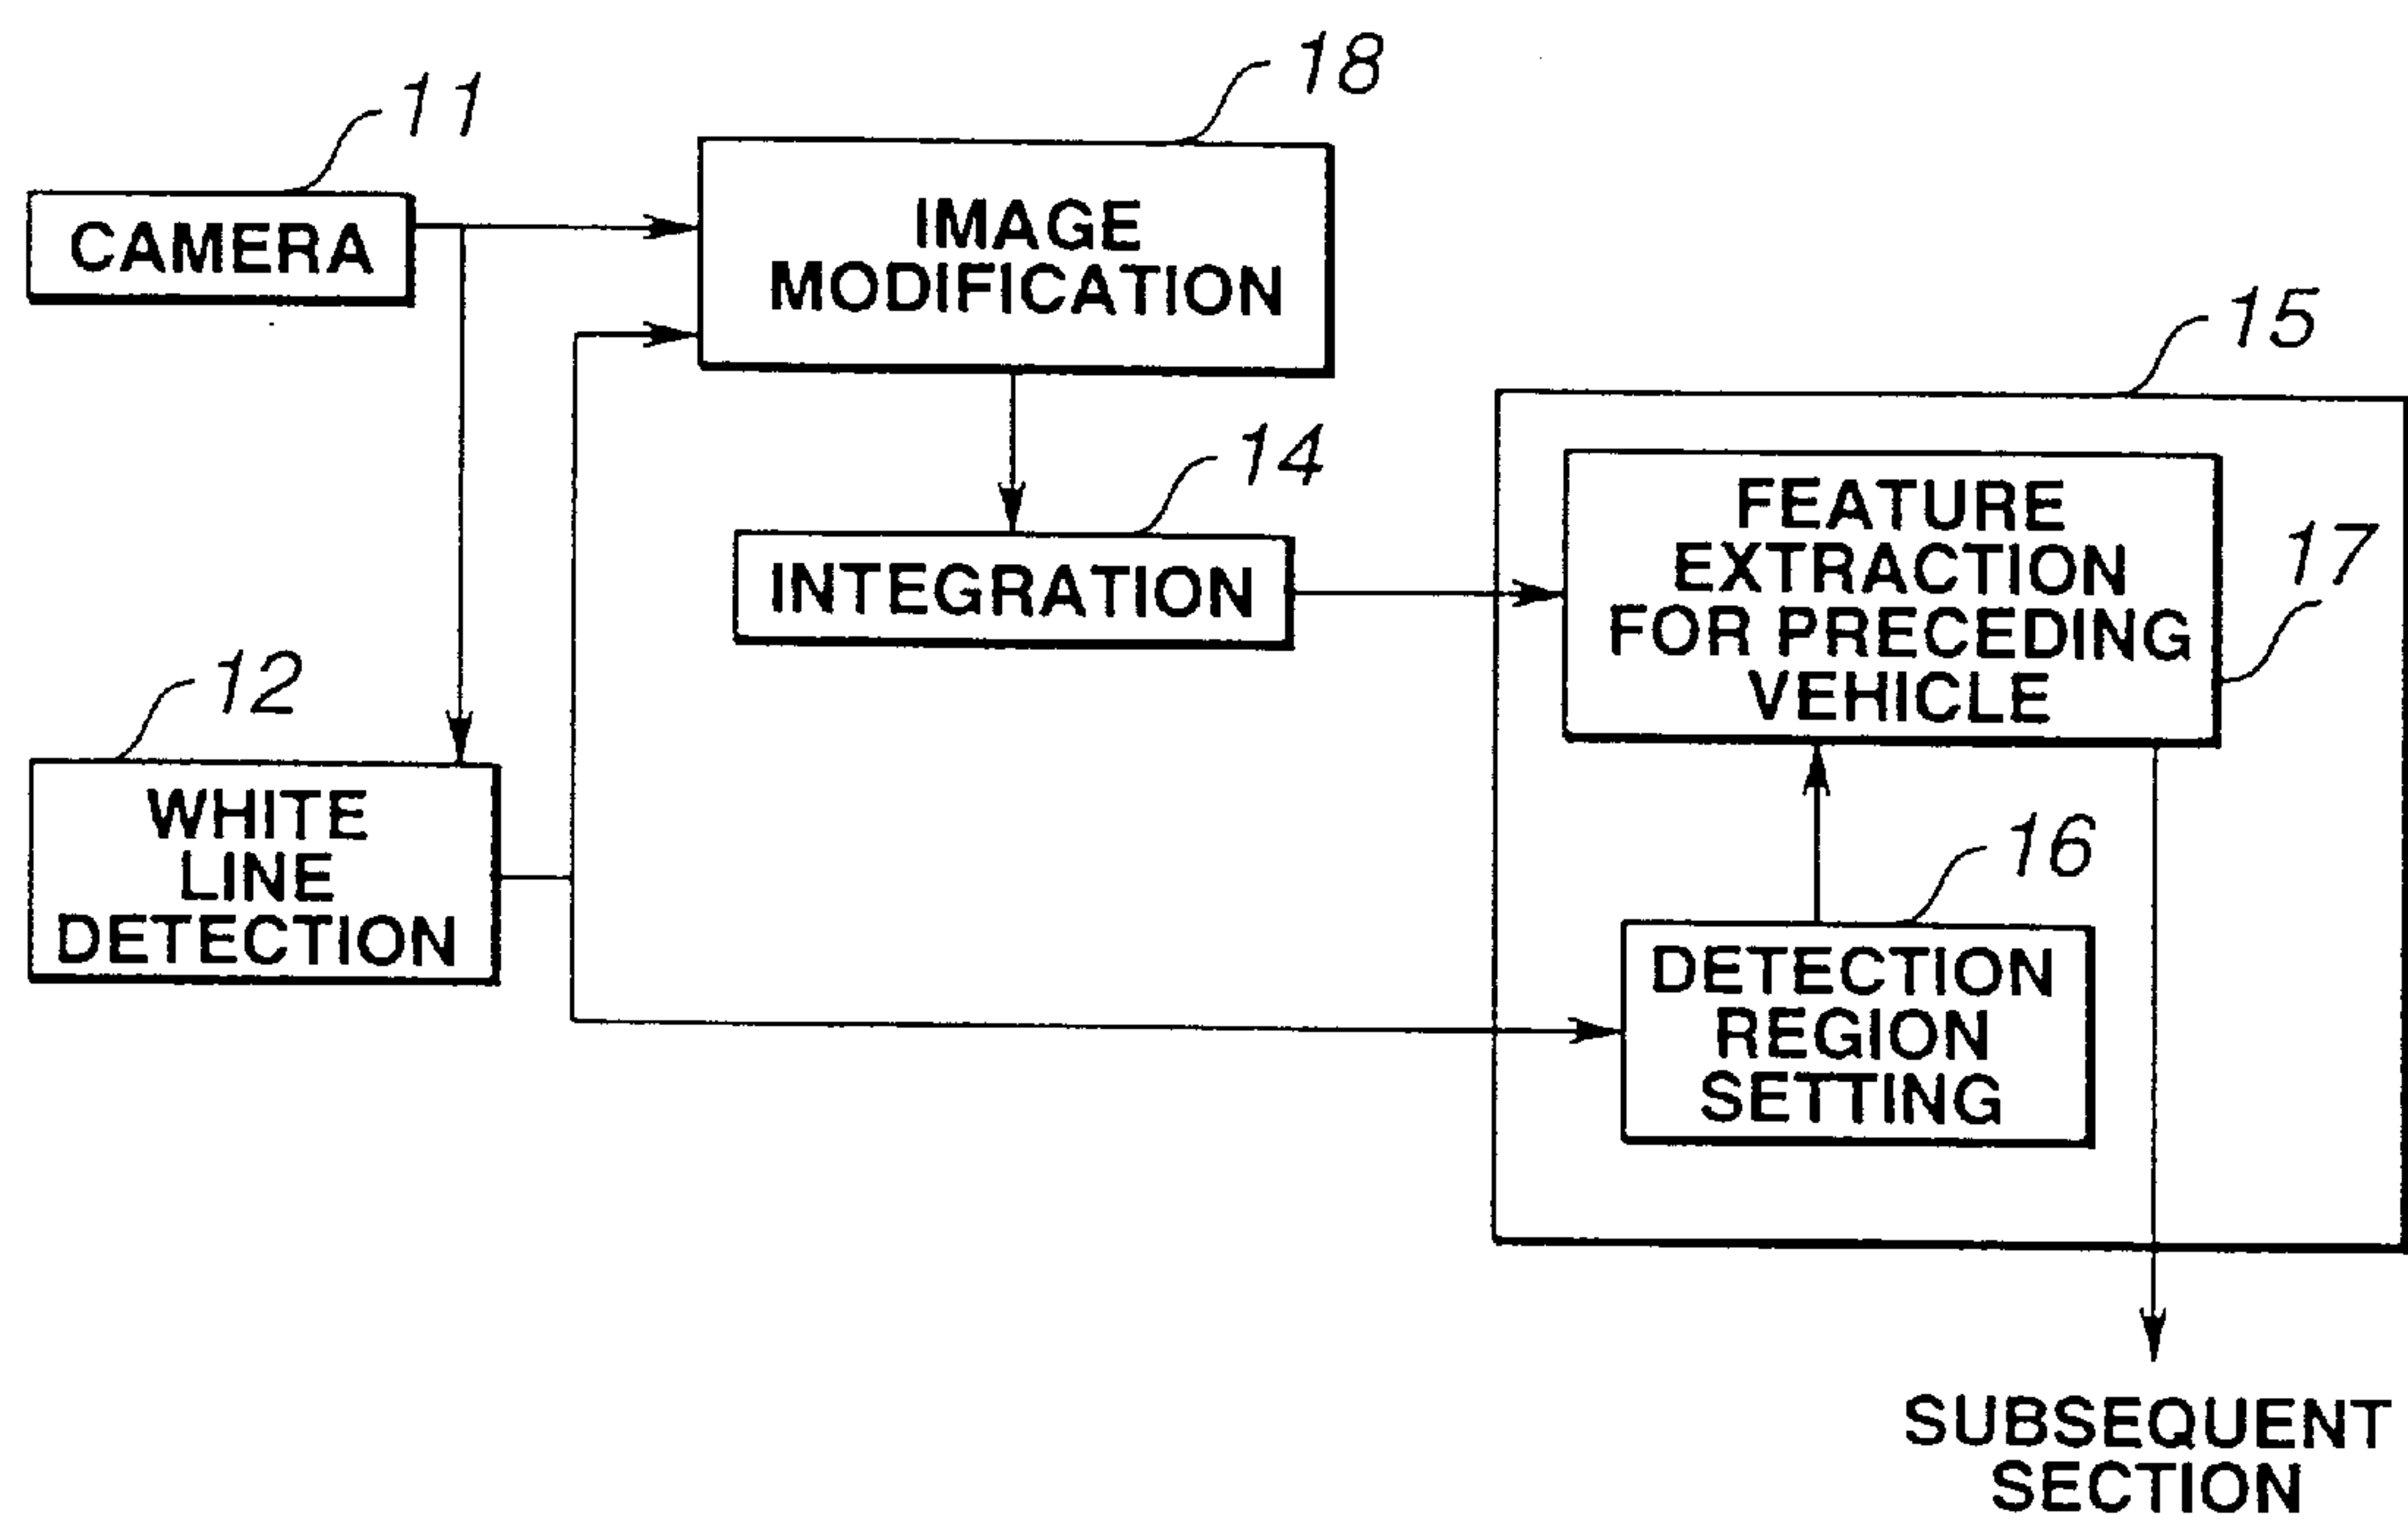 11
CAMERA
18
IMAGE
MODIFICATION
14
INTEGRATION
12
WHITE
LINE
DETECTION
15
FEATURE
EXTRACTION
FOR PRECEDING
VEHICLE
17
16
DETECTION
REGION
SETTING
SUBSEQUENT
SECTION